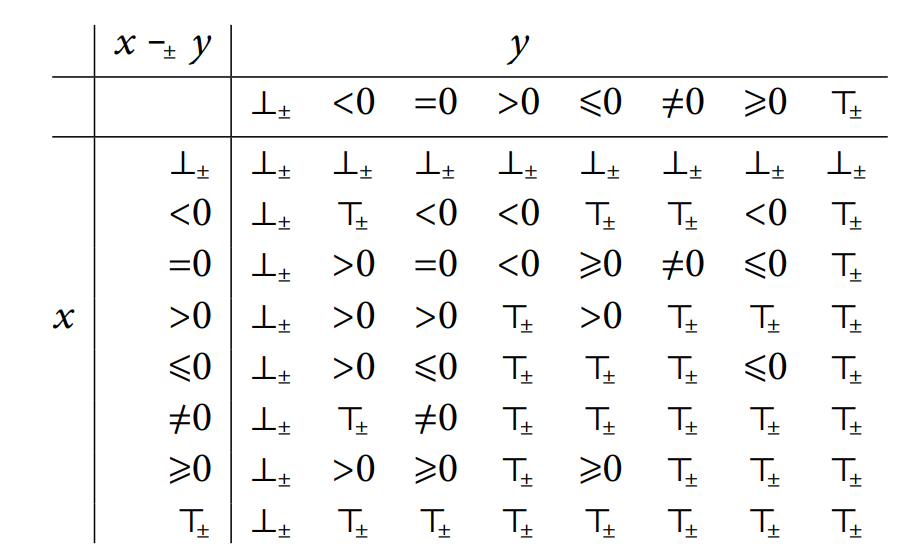 x −± y y
⊥± <0 =0 >0 ⩽0 ≠0 ⩾0 ⊤±
⊥± ⊥± ⊥± ⊥± ⊥± ⊥± ⊥± ⊥± ⊥±
<0 ⊥± ⊤± <0 <0 ⊤± ⊤± <0 ⊤±
=0 ⊥± >0 =0 <0 ⩾0 ≠0 ⩽0 ⊤±
x >0 ⊥± >0 >0 ⊤± >0 ⊤± ⊤± ⊤±
⩽0 ⊥± >0 ⩽0 ⊤± ⊤± ⊤± ⩽0 ⊤±
≠0 ⊥± ⊤± ≠0 ⊤± ⊤± ⊤± ⊤± ⊤±
⩾0 ⊥± >0 ⩾0 ⊤± ⩾0 ⊤± ⊤± ⊤±
⊤± ⊥± ⊤± ⊤± ⊤± ⊤± ⊤± ⊤± ⊤±